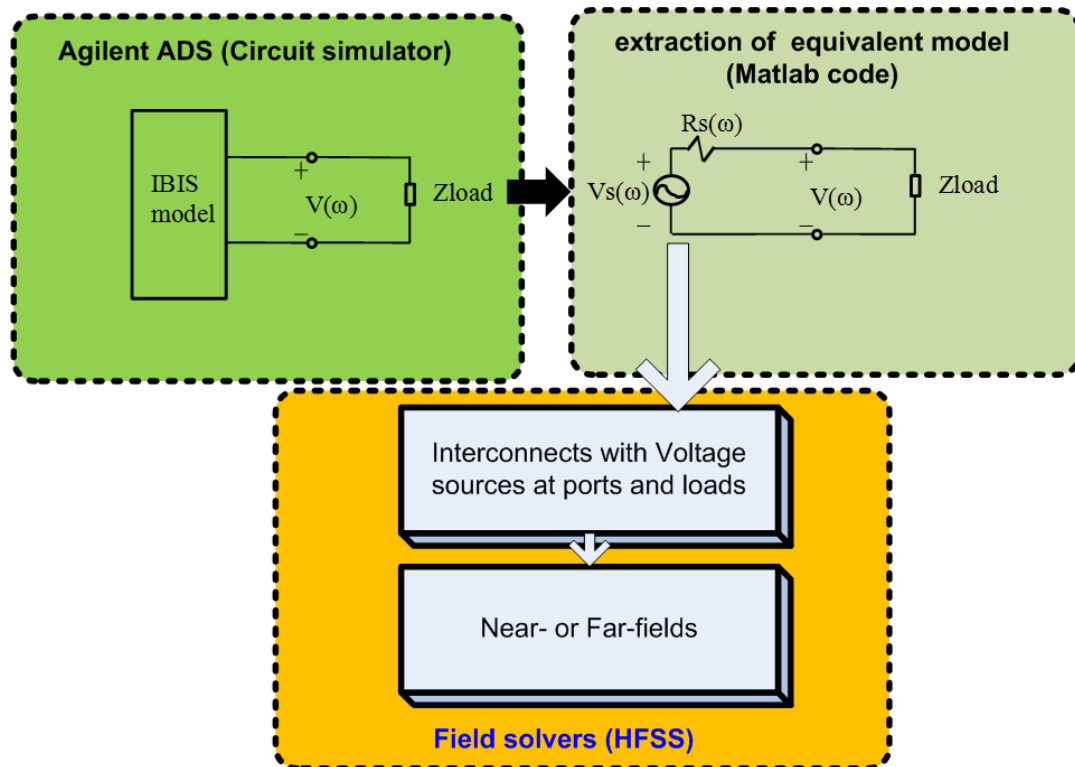 Agilent ADS (Circuit simulator)
IBIS
model
+
V(ω)
−
Zload
extraction of equivalent model
(Matlab code)
Rs(ω)
+
Vs(ω)
−
+
V(ω)
−
Zload
Interconnects with Voltage
sources at ports and loads
Near- or Far-fields
Field solvers (HFSS)